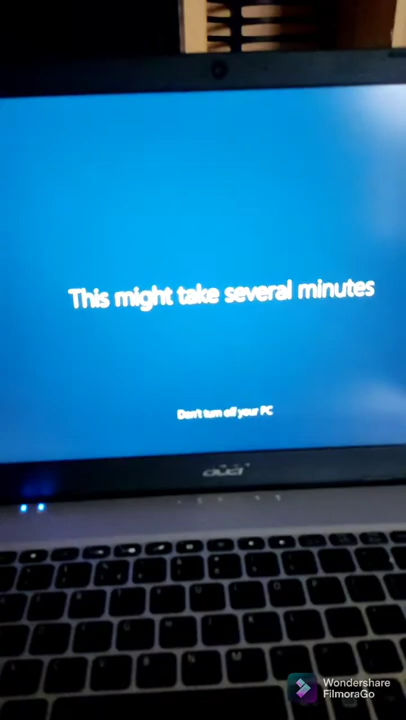 This might take several minutes
Don't turn off your PC
acer
Wondershare
FilmoraGo